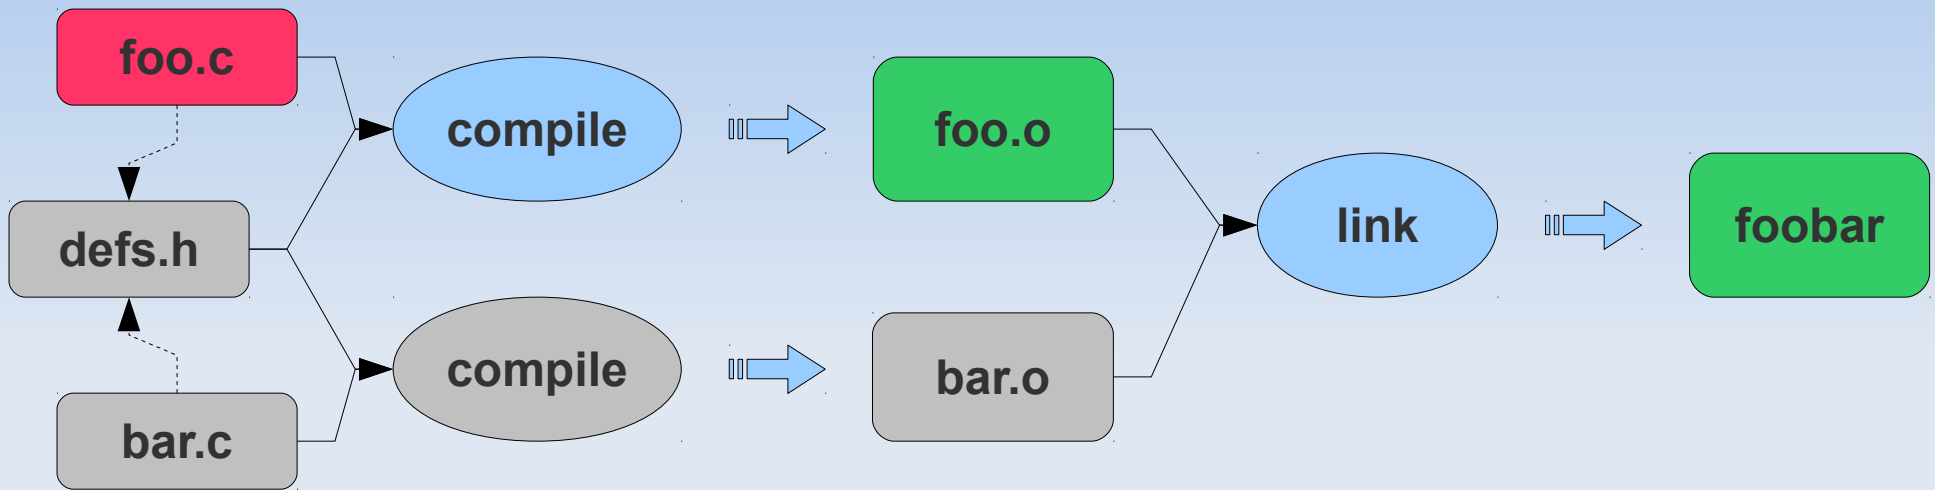 foo.c
compile
foo.o
defs.h
link
foobar
compile
bar.o
bar.c